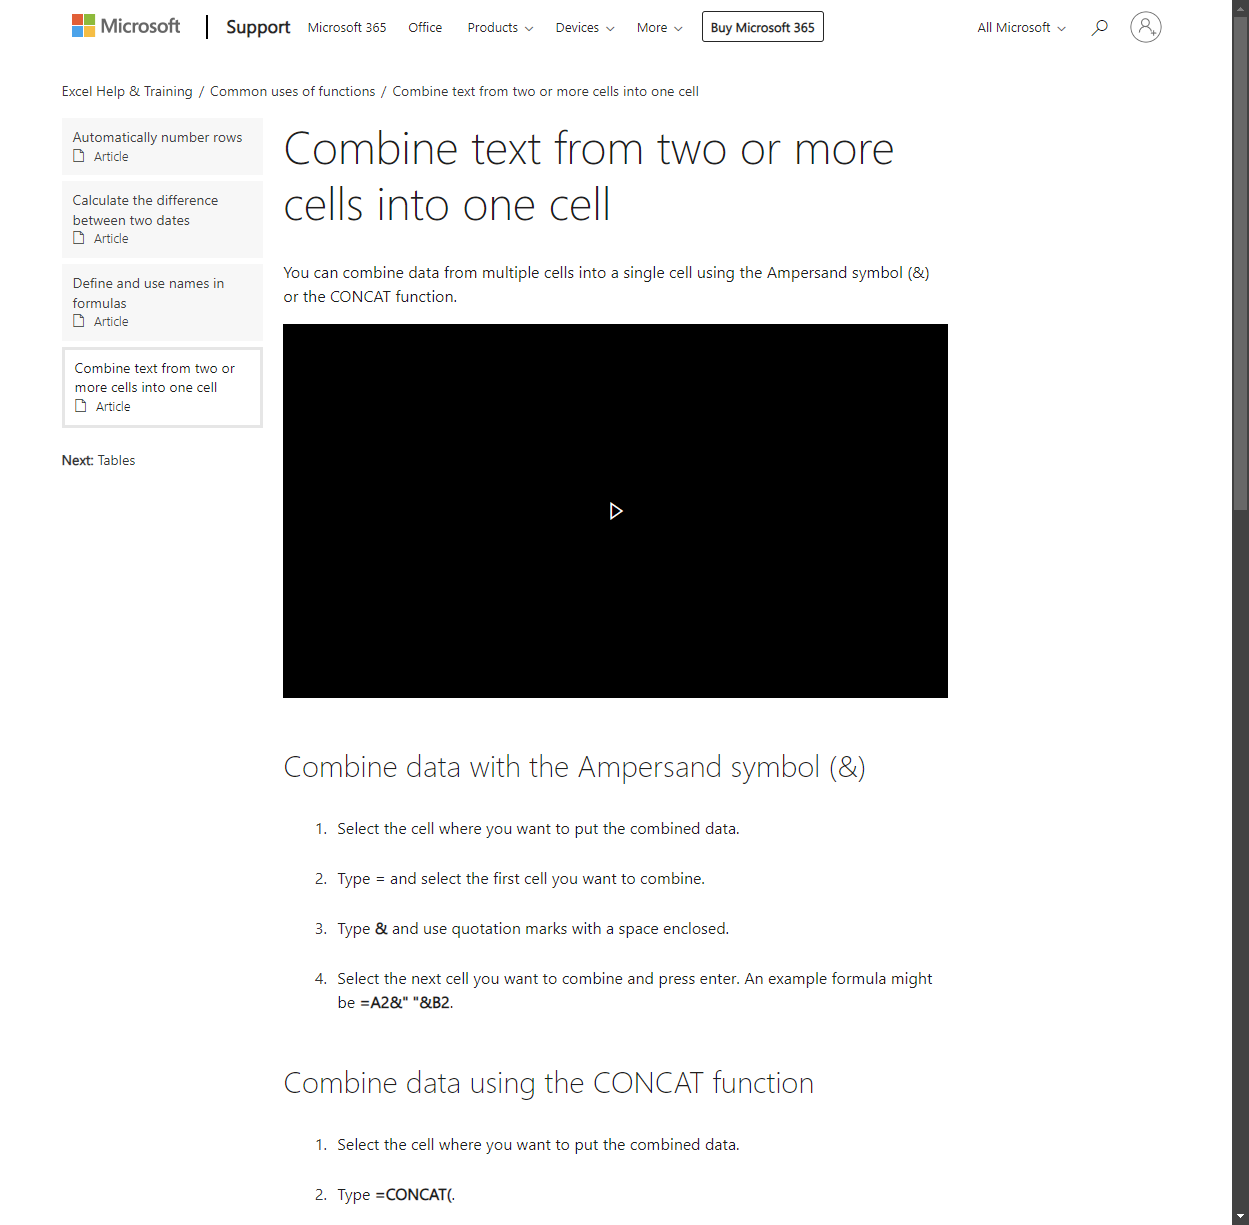 Microsoft
Support
Microsoft 365
Office
Products
Devices
More
Buy Microsoft 365
All Microsoft
Excel Help & Training / Common uses of functions / Combine text from two or more cells into one cell
Automatically number rows
Article
Calculate the difference
between two dates
Article
Define and use names in
formulas
Article
Combine text from two or
more cells into one cell
Article
Next: Tables
Combine text from two or more
cells into one cell
You can combine data from multiple cells into a single cell using the Ampersand symbol (&)
or the CONCAT function.
Combine data with the Ampersand symbol (&)
1. Select the cell where you want to put the combined data.
2. Type = and select the first cell you want to combine.
3. Type & and use quotation marks with a space enclosed.
4. Select the next cell you want to combine and press enter. An example formula might
be =A2&" "&B2.
Combine data using the CONCAT function
1. Select the cell where you want to put the combined data.
2. Type =CONCAT(.